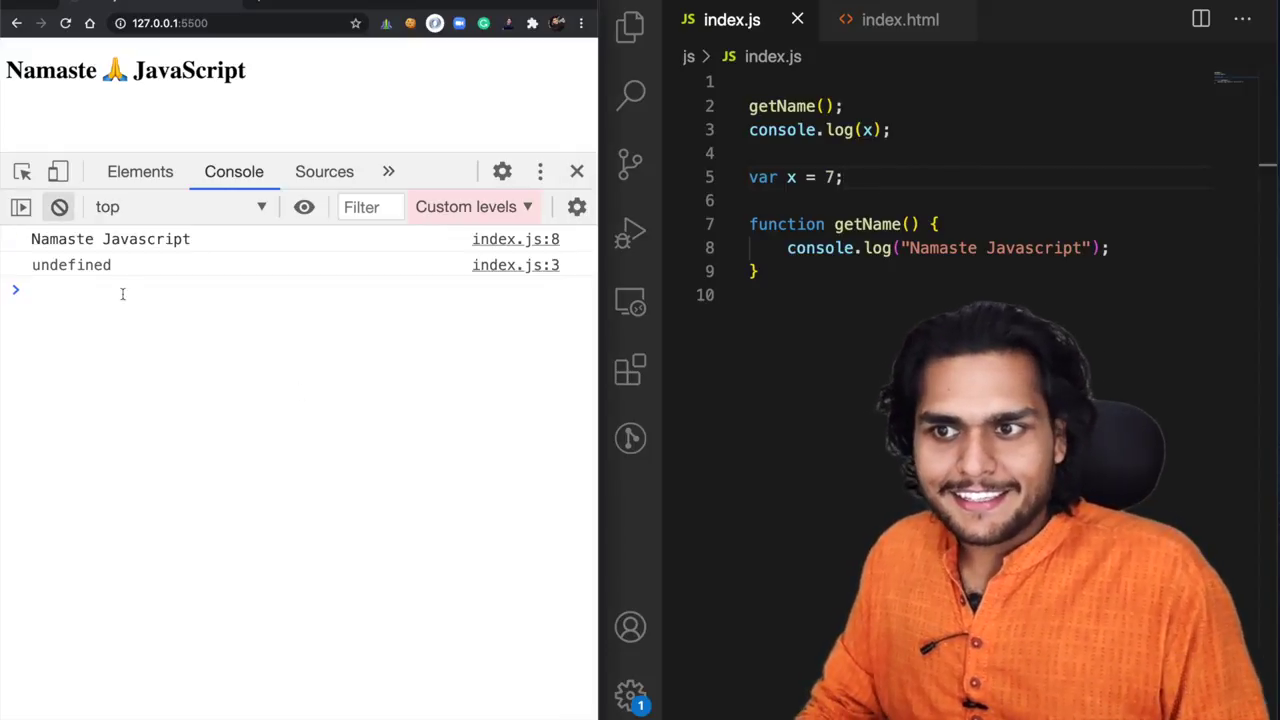 127.0.0.1:5500
Namaste 🙏 JavaScript
Elements Console Sources »
top Filter Custom levels
Namaste Javascript index.js:8
undefined index.js:3
>
JS index.js × <> index.html
js > JS index.js
1
2 getName();
3 console.log(x);
4
5 var x = 7;
6
7 function getName() {
8 console.log("Namaste Javascript");
9 }
10
1